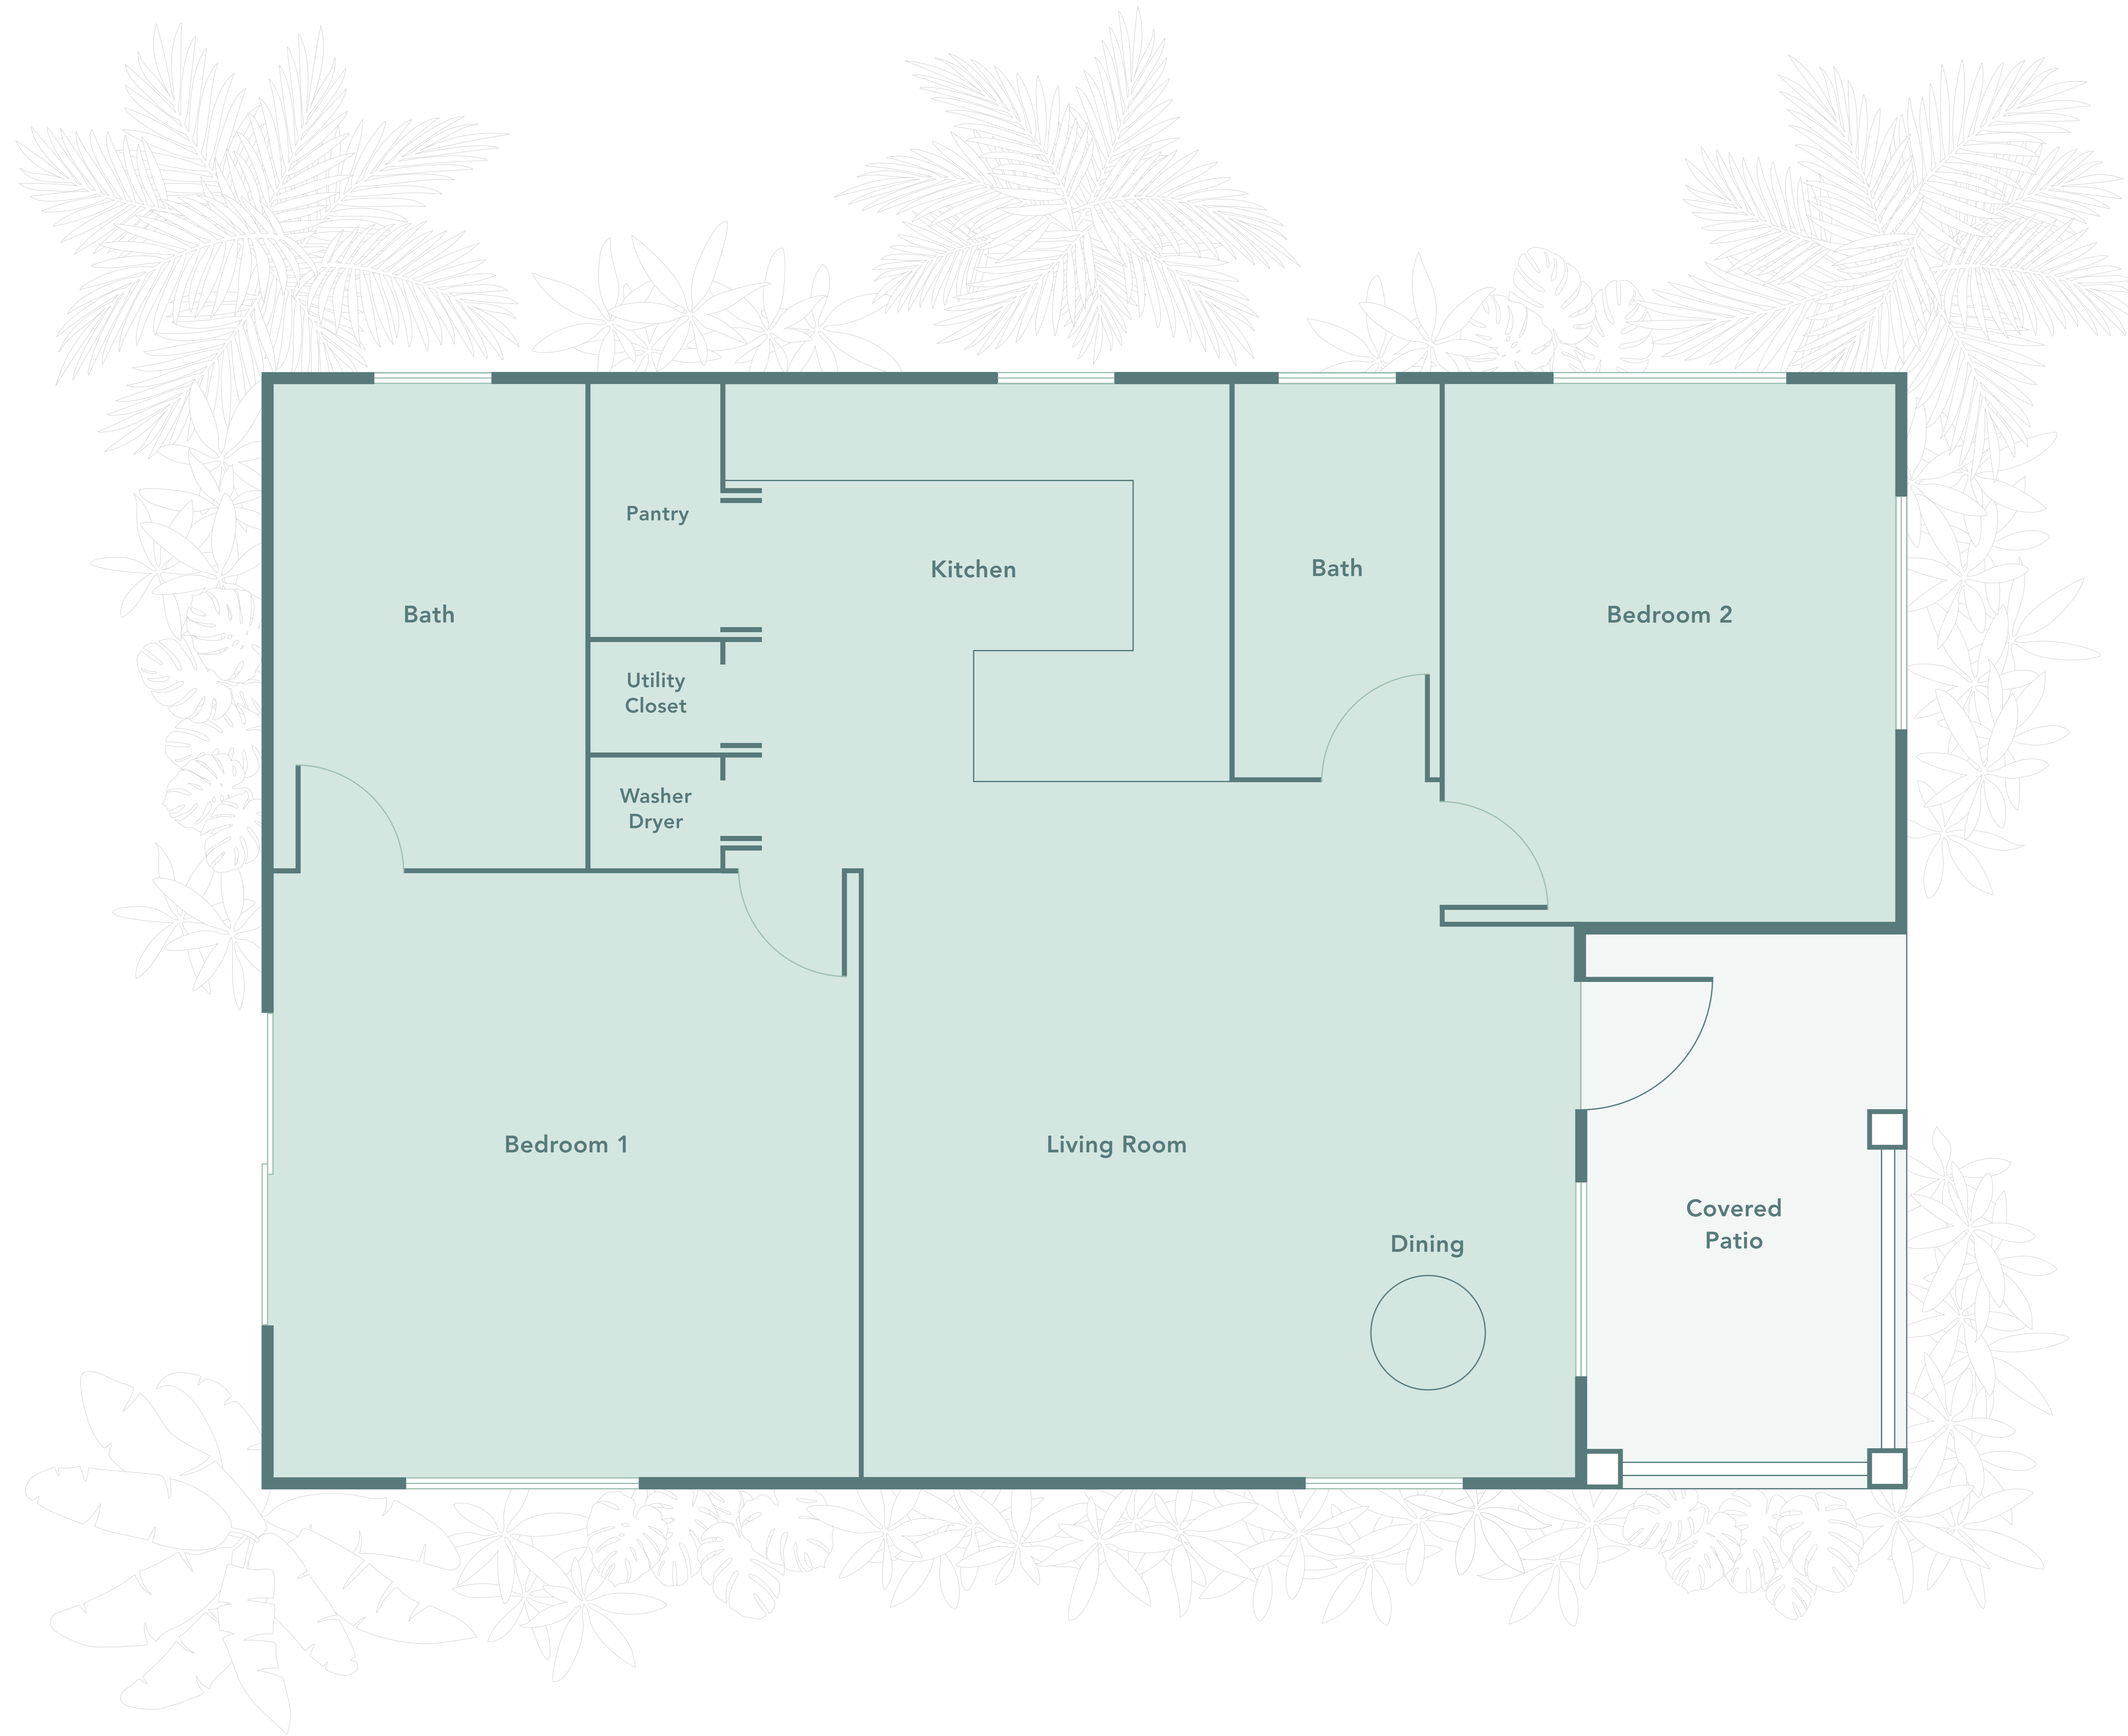 Pantry
Kitchen
Bath
Bath
Bedroom 2
Utility
Closet
Washer
Dryer
Bedroom 1
Living Room
Covered
Patio
Dining